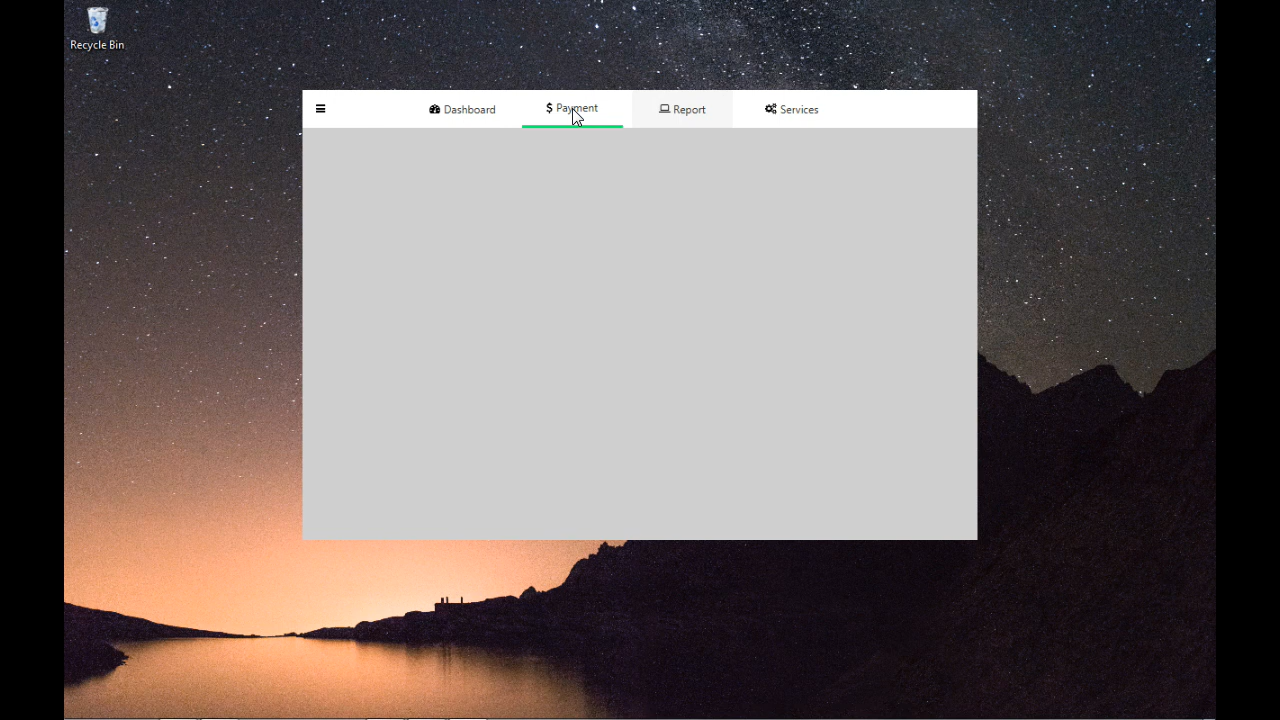 Recycle Bin
Dashboard
$ Payment
Report
Services